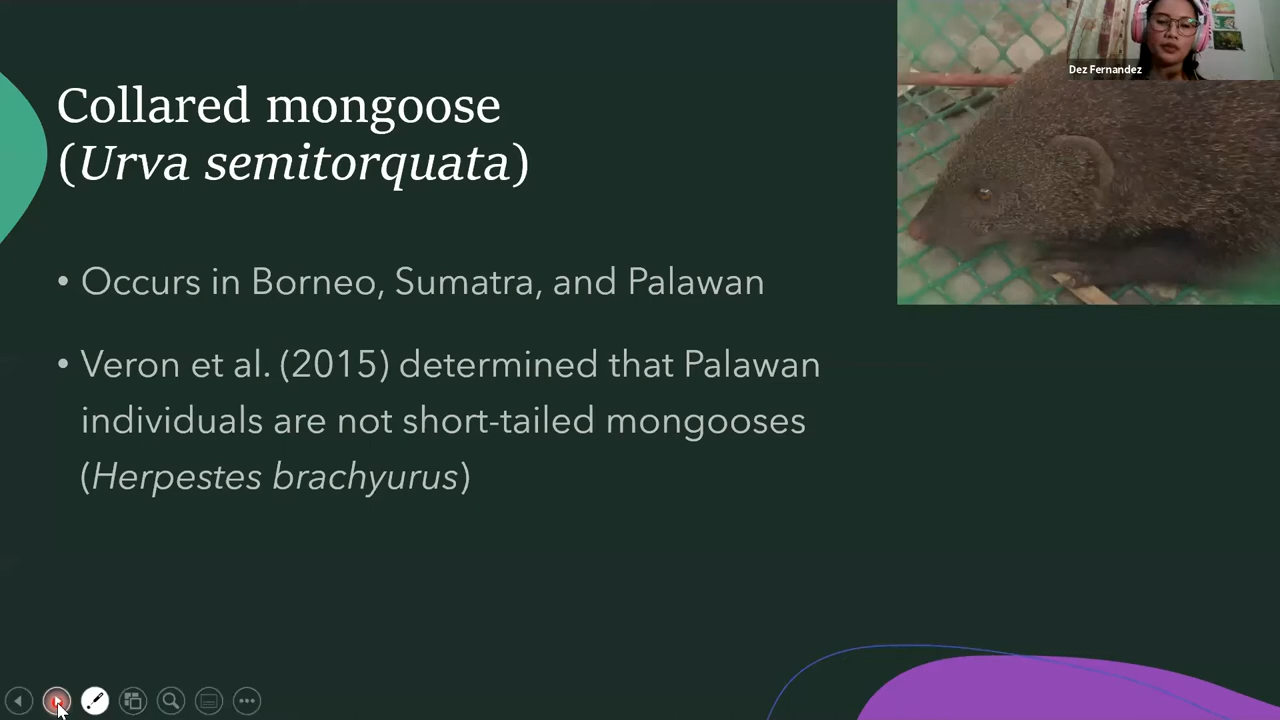 Collared mongoose
(Urva semitorquata)
Dez Fernandez
• Occurs in Borneo, Sumatra, and Palawan
• Veron et al. (2015) determined that Palawan
individuals are not short-tailed mongooses
(Herpestes brachyurus)